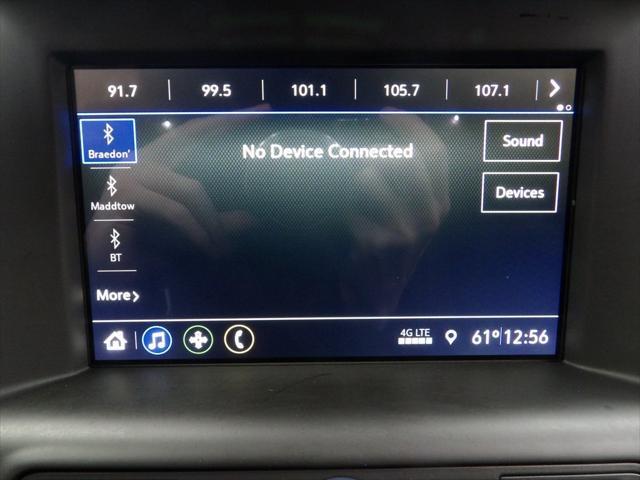 91.7 99.5 101.1 105.7 107.1
Braedon'
No Device Connected
Sound
Maddtow
Devices
BT
More
4G LTE
61° 12:56